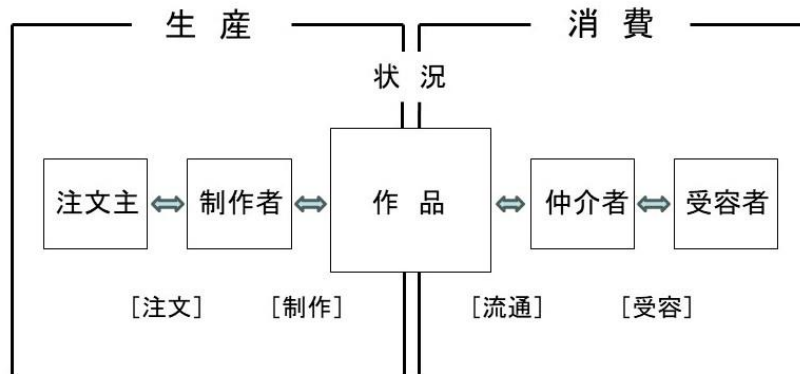 生 産
消 費
状 況
注文主
制作者
作 品
仲介者
受容者
［注文］
［制作］
［流通］
［受容］